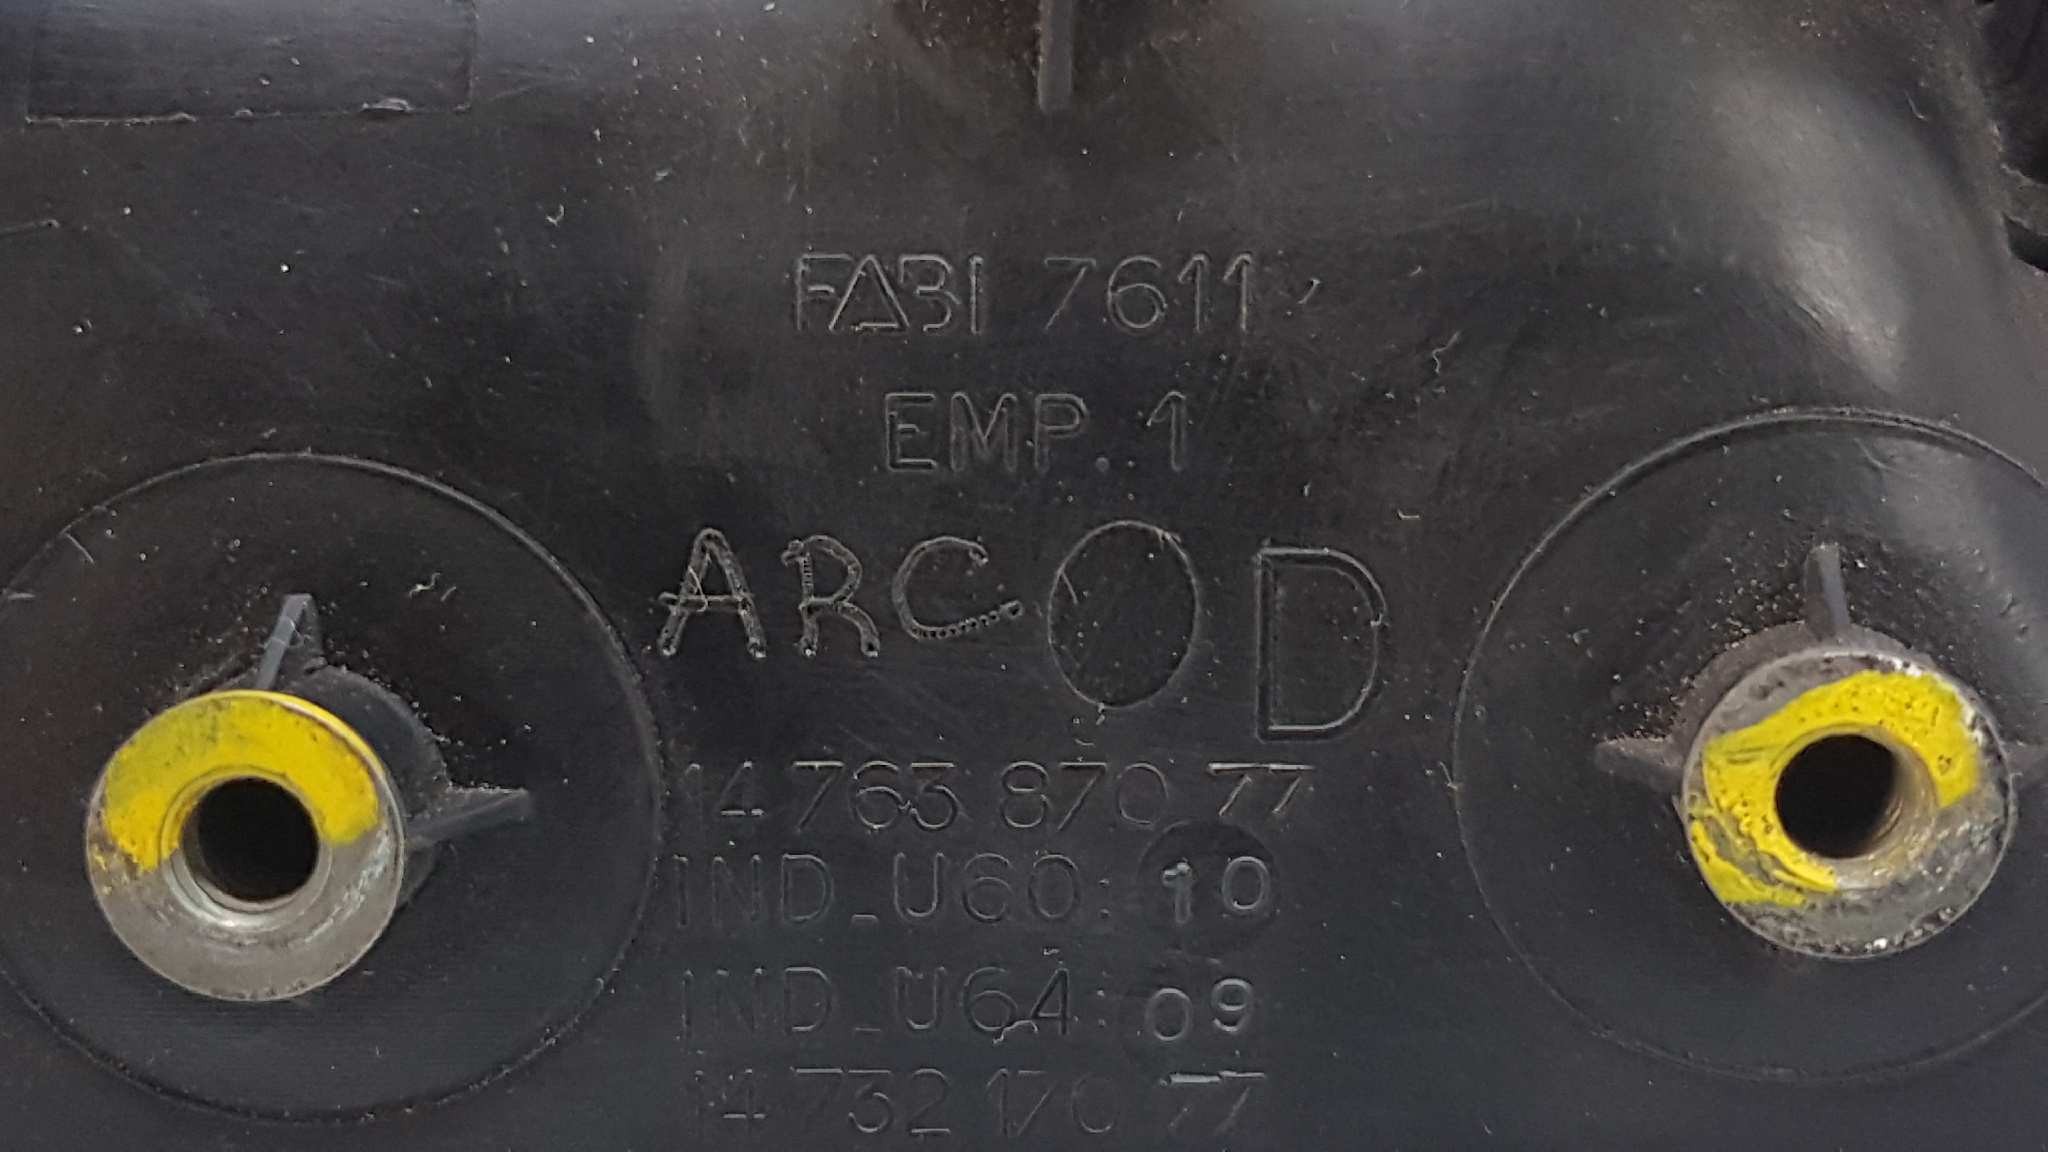 FABI 7611
EMP. 1
ARCOD
14 763 870 77
IND_U60: 10
IND_U64: 09
14 732 170 77